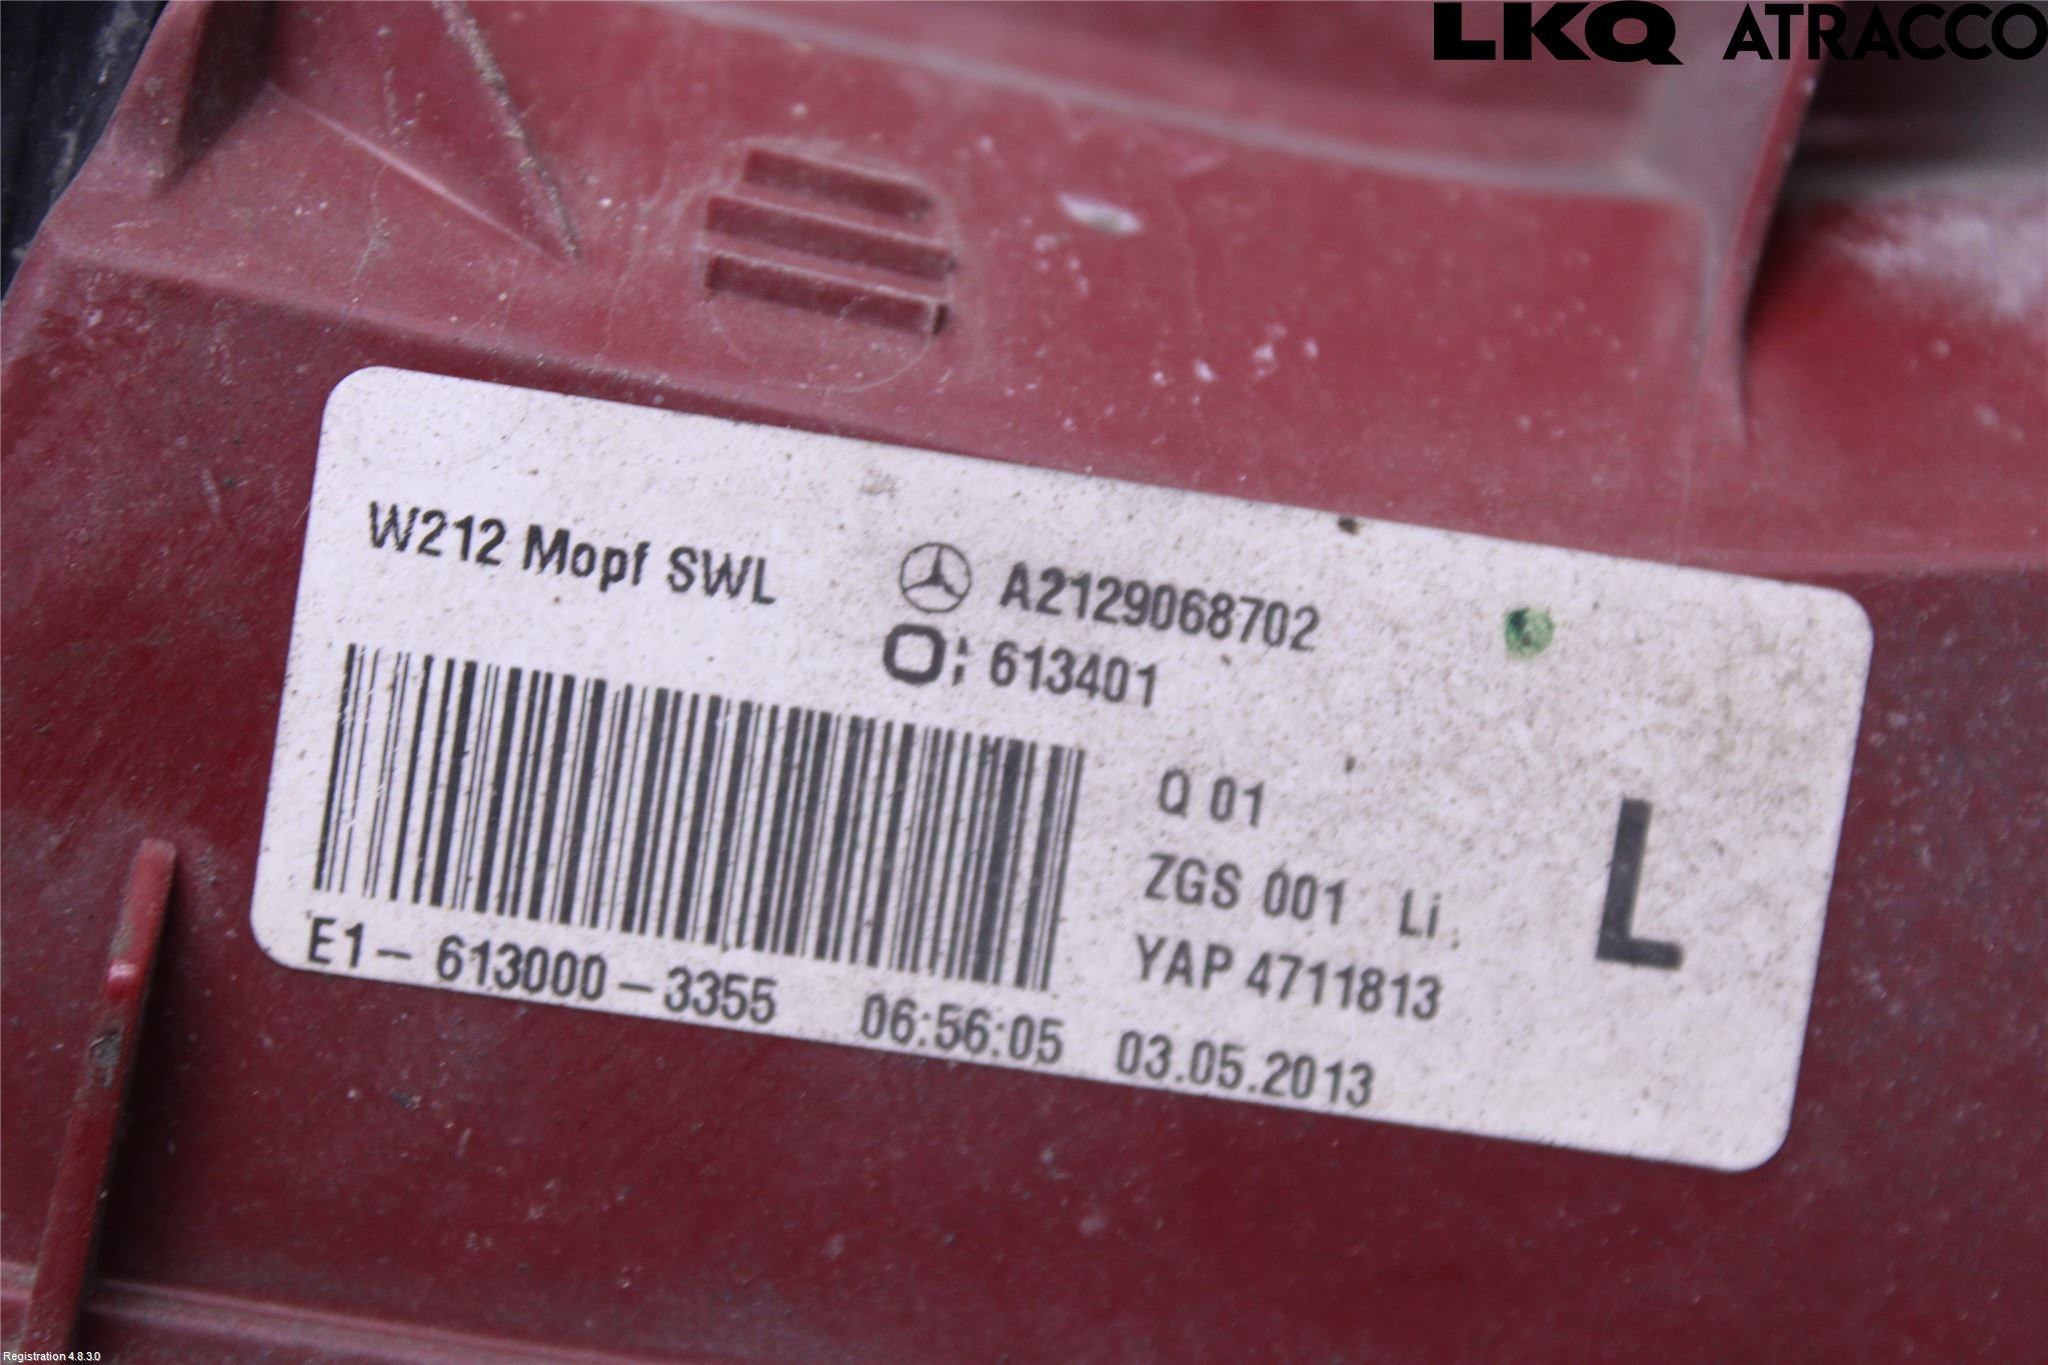 LKQ ATRACCO
W212 Mopf SWL
A2129068702
O; 613401
Q 01
ZGS 001 Li.
YAP 4711813
L
E1-613000-3355 06:56:05 03.05.2013
Registration 4.8.3.0